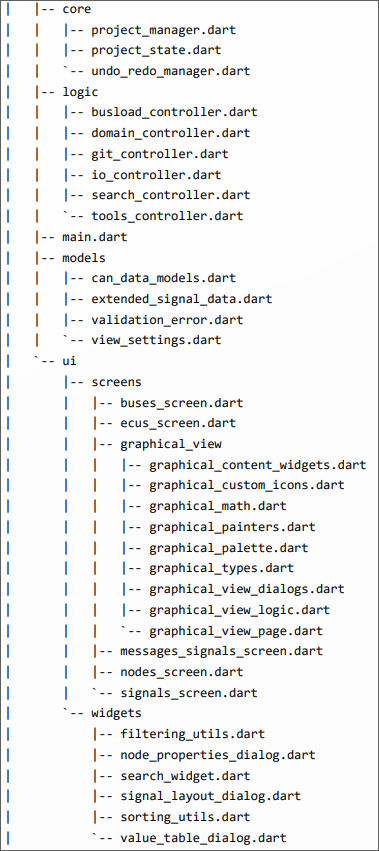 |   |-- core
|   |   |-- project_manager.dart
|   |   |-- project_state.dart
|   |   `-- undo_redo_manager.dart
|   |-- logic
|   |   |-- busload_controller.dart
|   |   |-- domain_controller.dart
|   |   |-- git_controller.dart
|   |   |-- io_controller.dart
|   |   |-- search_controller.dart
|   |   `-- tools_controller.dart
|   |-- main.dart
|   |-- models
|   |   |-- can_data_models.dart
|   |   |-- extended_signal_data.dart
|   |   |-- validation_error.dart
|   |   `-- view_settings.dart
|   `-- ui
|       |-- screens
|       |   |-- buses_screen.dart
|       |   |-- ecus_screen.dart
|       |   |-- graphical_view
|       |   |   |-- graphical_content_widgets.dart
|       |   |   |-- graphical_custom_icons.dart
|       |   |   |-- graphical_math.dart
|       |   |   |-- graphical_painters.dart
|       |   |   |-- graphical_palette.dart
|       |   |   |-- graphical_types.dart
|       |   |   |-- graphical_view_dialogs.dart
|       |   |   |-- graphical_view_logic.dart
|       |   |   `-- graphical_view_page.dart
|       |   |-- messages_signals_screen.dart
|       |   |-- nodes_screen.dart
|       |   `-- signals_screen.dart
|       `-- widgets
|           |-- filtering_utils.dart
|           |-- node_properties_dialog.dart
|           |-- search_widget.dart
|           |-- signal_layout_dialog.dart
|           |-- sorting_utils.dart
|           `-- value_table_dialog.dart